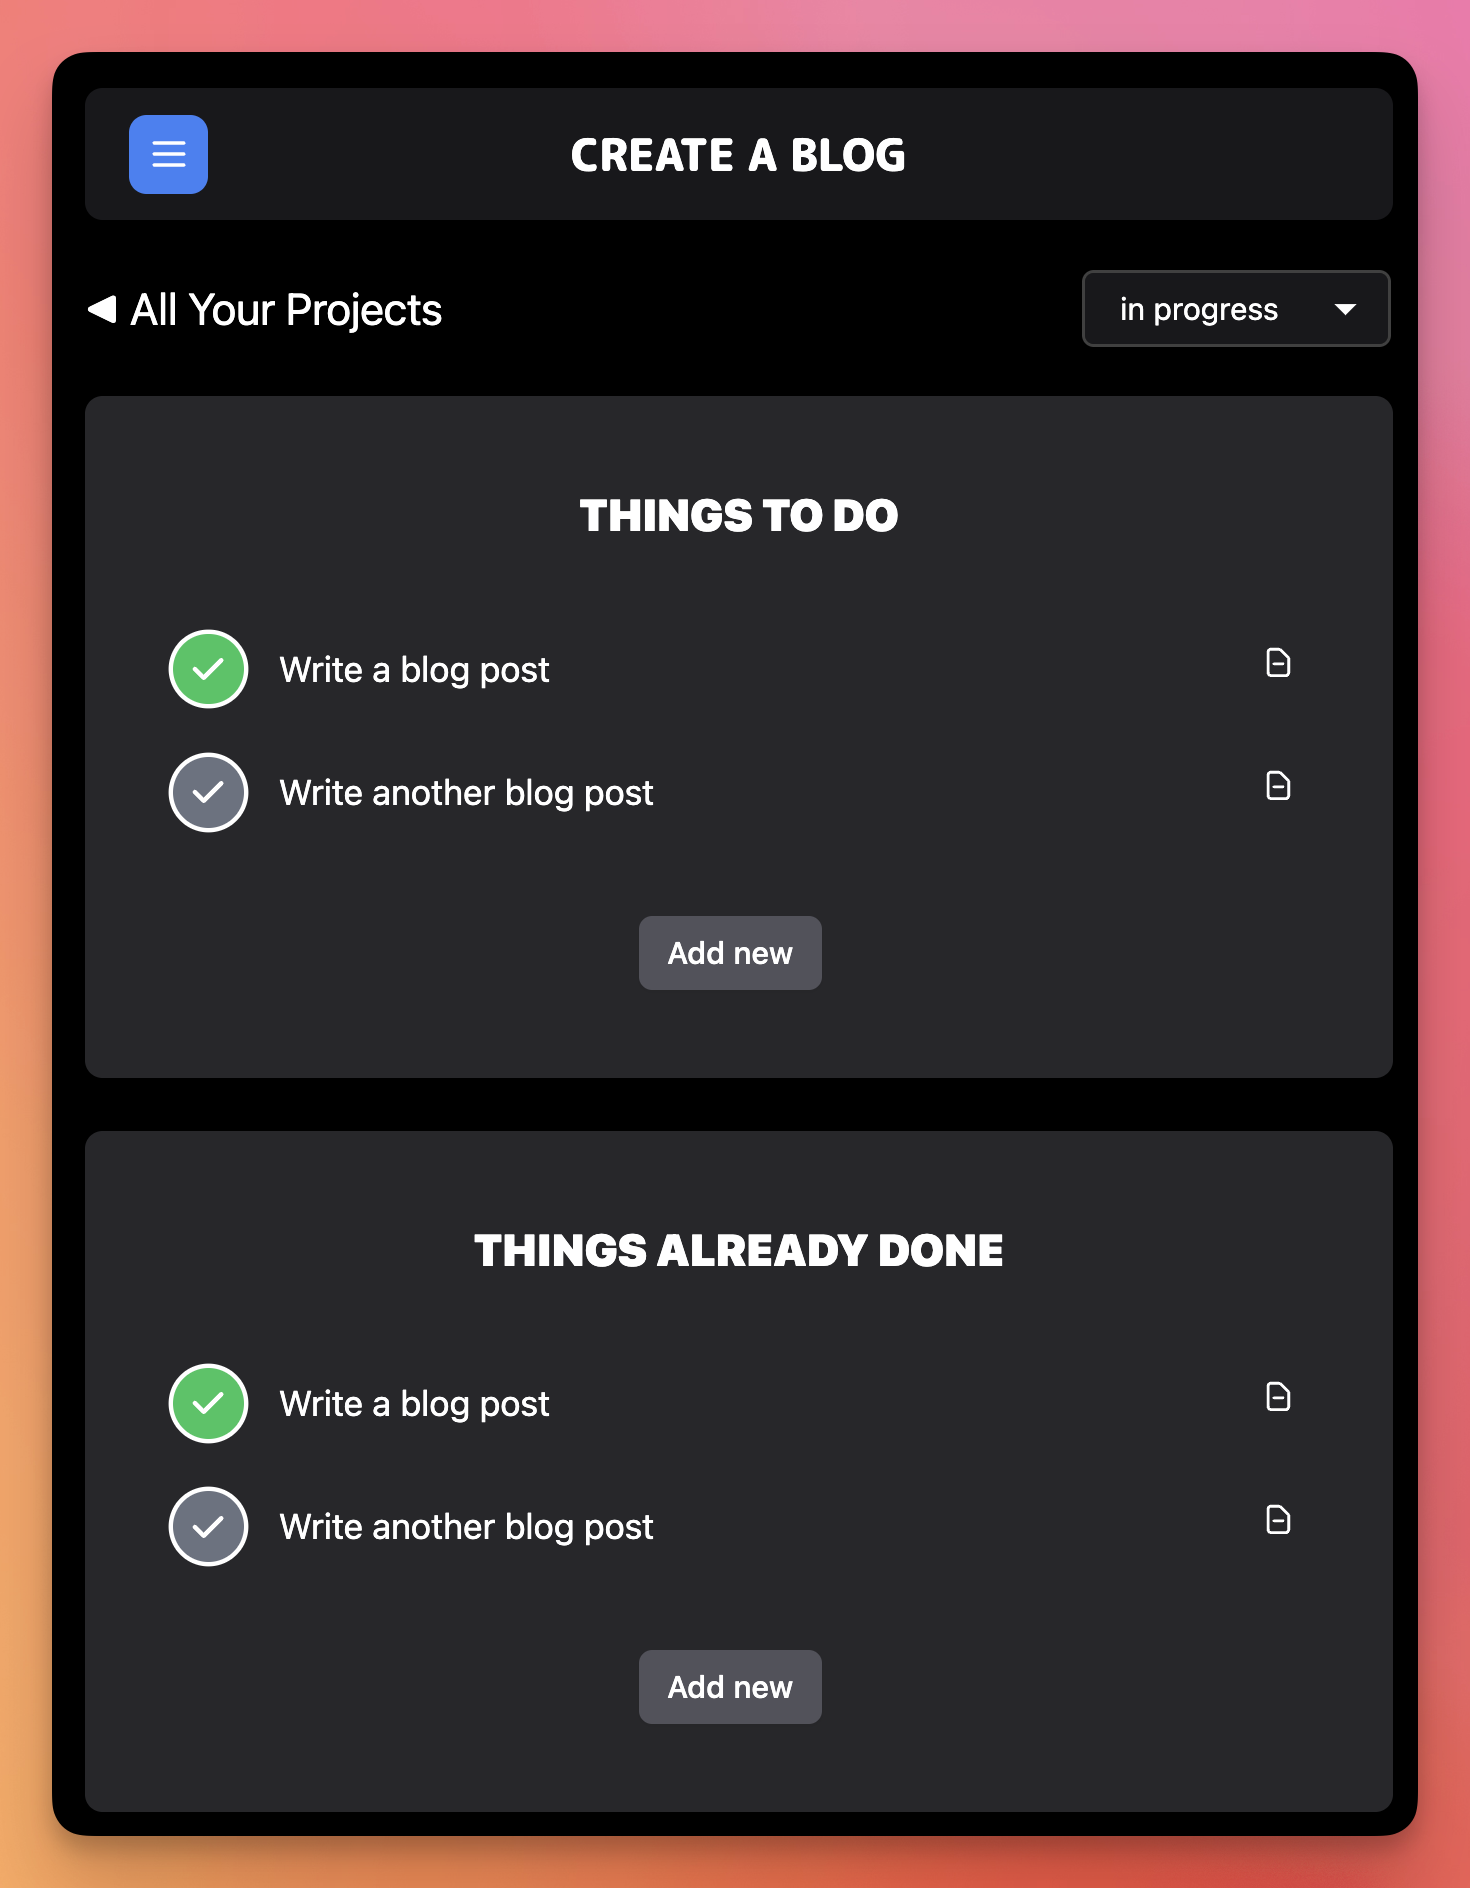 CREATE A BLOG
All Your Projects
in progress
THINGS TO DO
Write a blog post
Write another blog post
Add new
THINGS ALREADY DONE
Write a blog post
Write another blog post
Add new